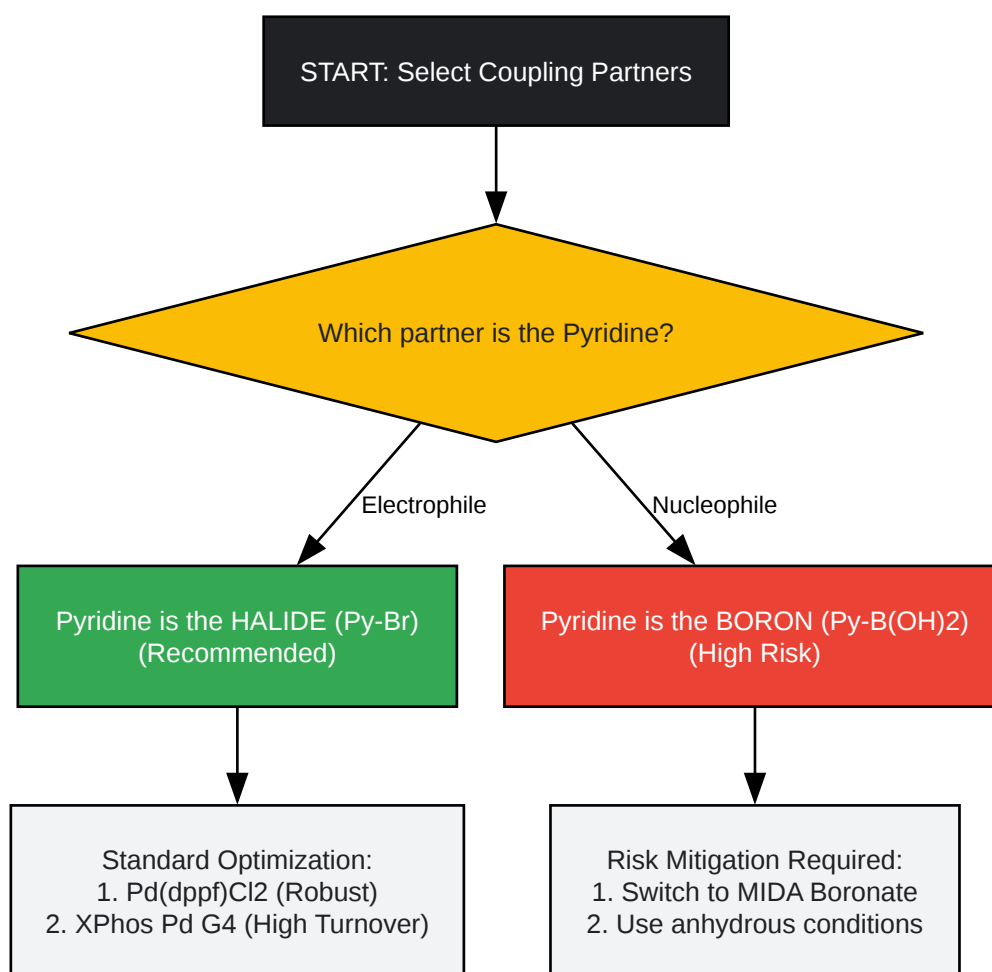 START: Select Coupling Partners
Which partner is the Pyridine?
Electrophile
Nucleophile
Pyridine is the HALIDE (Py-Br)
(Recommended)
Pyridine is the BORON (Py-B(OH)2)
(High Risk)
Standard Optimization:
1. Pd(dppf)Cl2 (Robust)
2. XPhos Pd G4 (High Turnover)
Risk Mitigation Required:
1. Switch to MIDA Boronate
2. Use anhydrous conditions